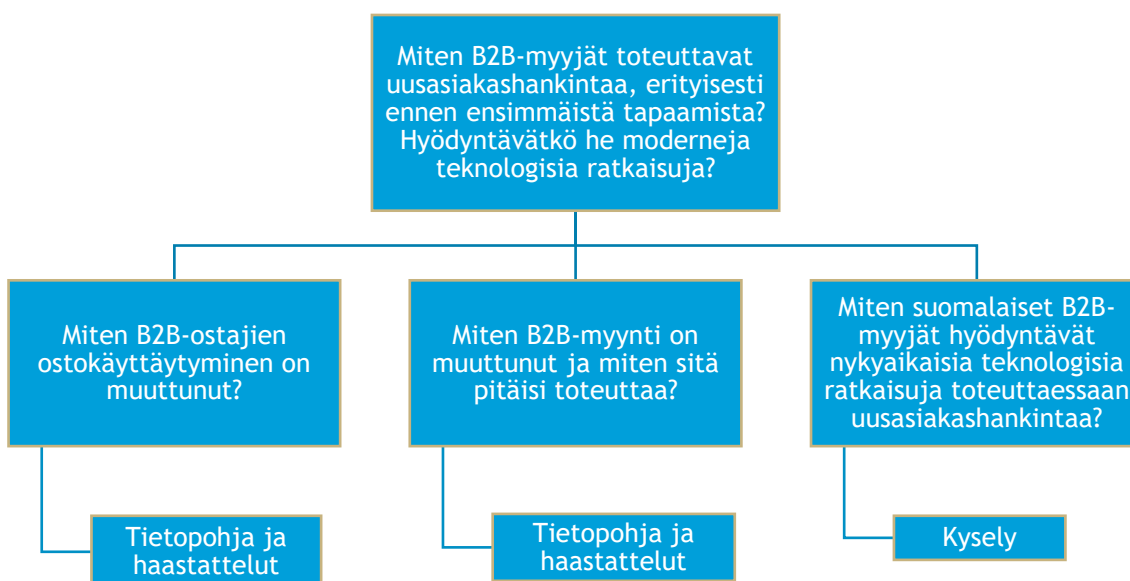 Miten B2B-myyjät toteuttavat
uusasiakashankintaa, erityisesti
ennen ensimmäistä tapaamista?
Hyödyntävätkö he moderneja
teknologisia ratkaisuja?
Miten B2B-ostajien
ostokäyttäytyminen on
muuttunut?
Miten B2B-myynti on
muuttunut ja miten sitä
pitäisi toteuttaa?
Miten suomalaiset B2B-
myyjät hyödyntävät
nykyaikaisia teknologisia
ratkaisuja toteuttaessaan
uusasiakashankintaa?
Tietopohja ja
haastattelut
Tietopohja ja
haastattelut
Kysely